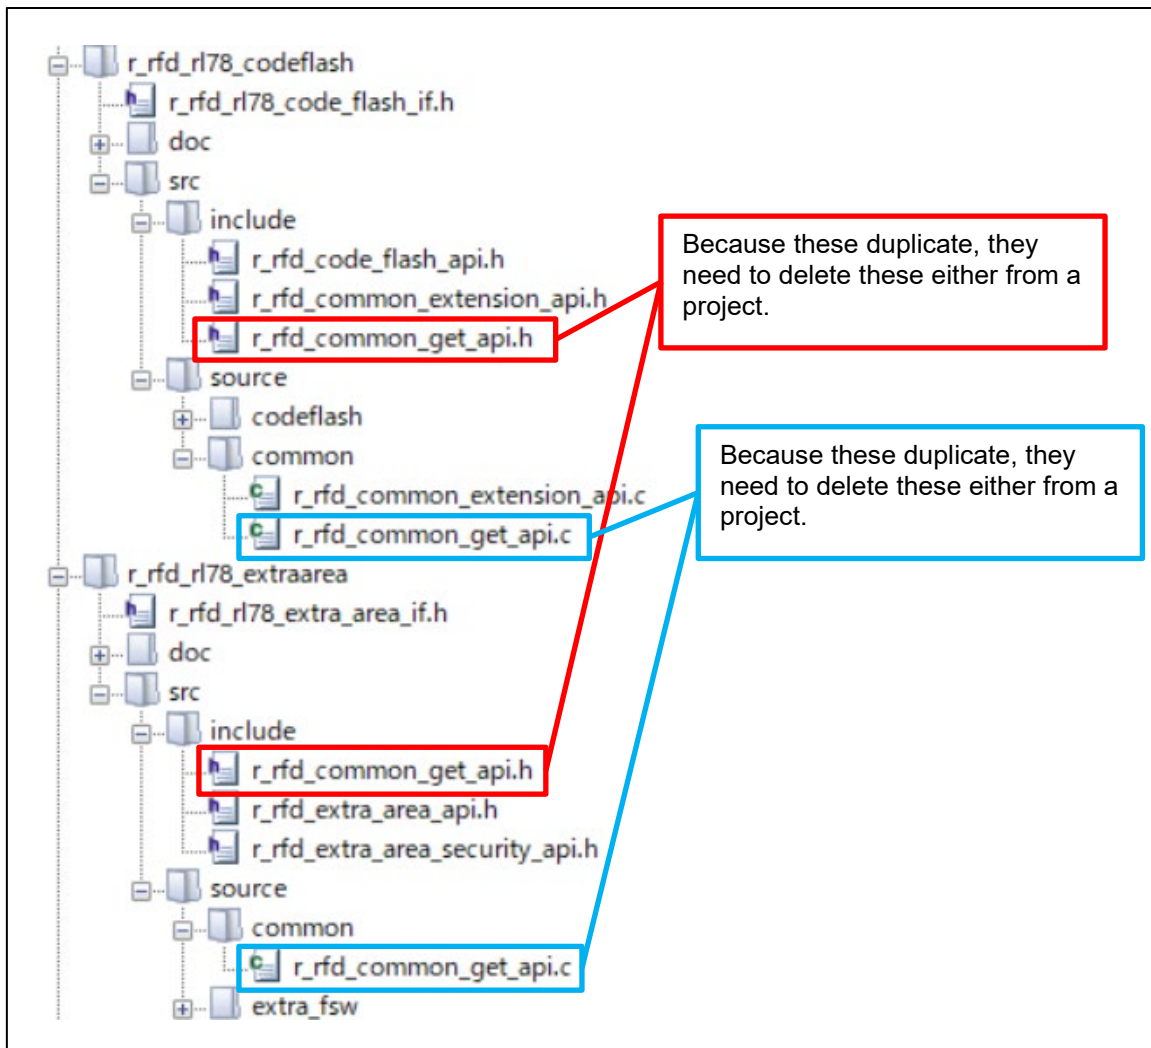 r_rfd_rl78_codeflash
r_rfd_rl78_code_flash_if.h
doc
src
include
r_rfd_code_flash_api.h
r_rfd_common_extension_api.h
r_rfd_common_get_api.h
source
codeflash
common
r_rfd_common_extension_api.c
r_rfd_common_get_api.c
r_rfd_rl78_extraarea
r_rfd_rl78_extra_area_if.h
doc
src
include
r_rfd_common_get_api.h
r_rfd_extra_area_api.h
r_rfd_extra_area_security_api.h
source
common
r_rfd_common_get_api.c
extra_fsw
Because these duplicate, they
need to delete these either from a
project.
Because these duplicate, they
need to delete these either from a
project.